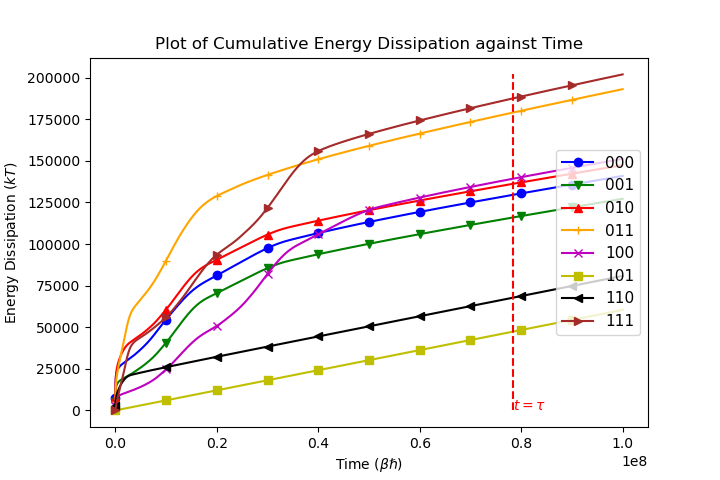 Plot of Cumulative Energy Dissipation against Time
Energy Dissipation (kT)
200000
175000
150000
125000
100000
75000
50000
25000
0
000
001
010
011
100
101
110
111
t = τ
0.0 0.2 0.4 0.6 0.8 1.0
1e8
Time (βħ)